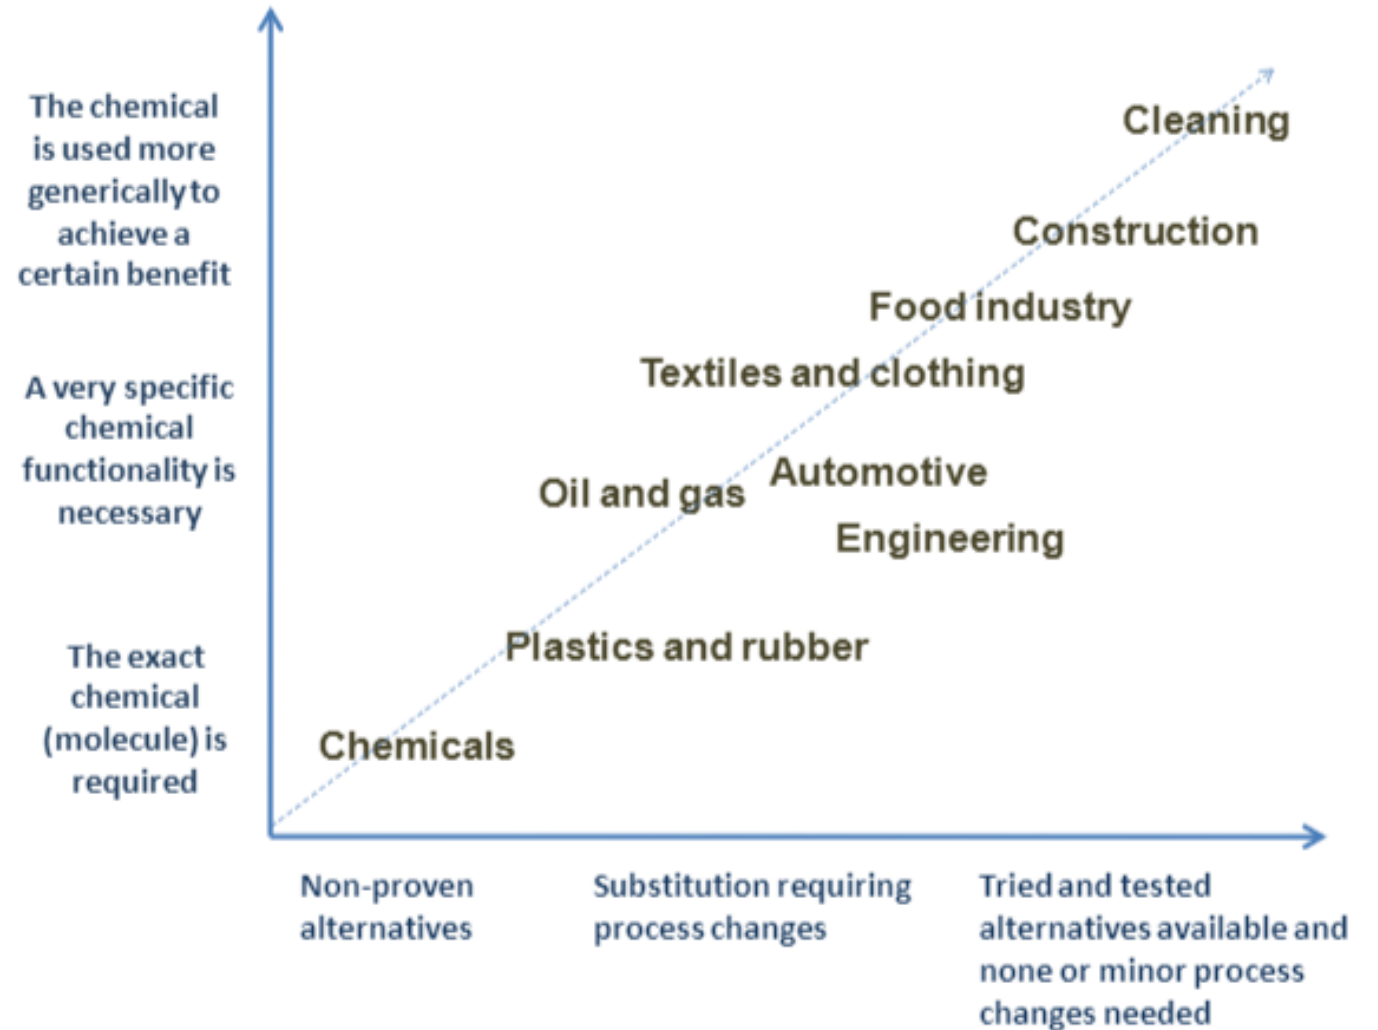 The chemical
is used more
generically to
achieve a
certain benefit
A very specific
chemical
functionality is
necessary
The exact
chemical
(molecule) is
required
Cleaning
Construction
Food industry
Textiles and clothing
Automotive
Oil and gas
Engineering
Plastics and rubber
Chemicals
Non-proven
alternatives
Substitution requiring
process changes
Tried and tested
alternatives available and
none or minor process
changes needed